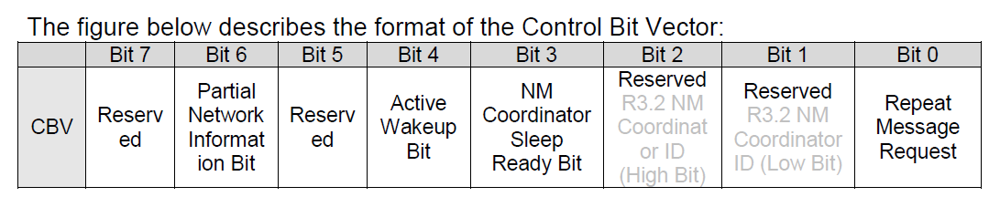 The figure below describes the format of the Control Bit Vector:
Bit 7 Bit 6 Bit 5 Bit 4 Bit 3 Bit 2 Bit 1 Bit 0
CBV
Reserv
ed
Partial
Network
Informat
ion Bit
Reserv
ed
Active
Wakeup
Bit
NM
Coordinator
Sleep
Ready Bit
Reserved
R3.2 NM
Coordinat
or ID
(High Bit)
Reserved
R3.2 NM
Coordinator
ID (Low Bit)
Repeat
Message
Request